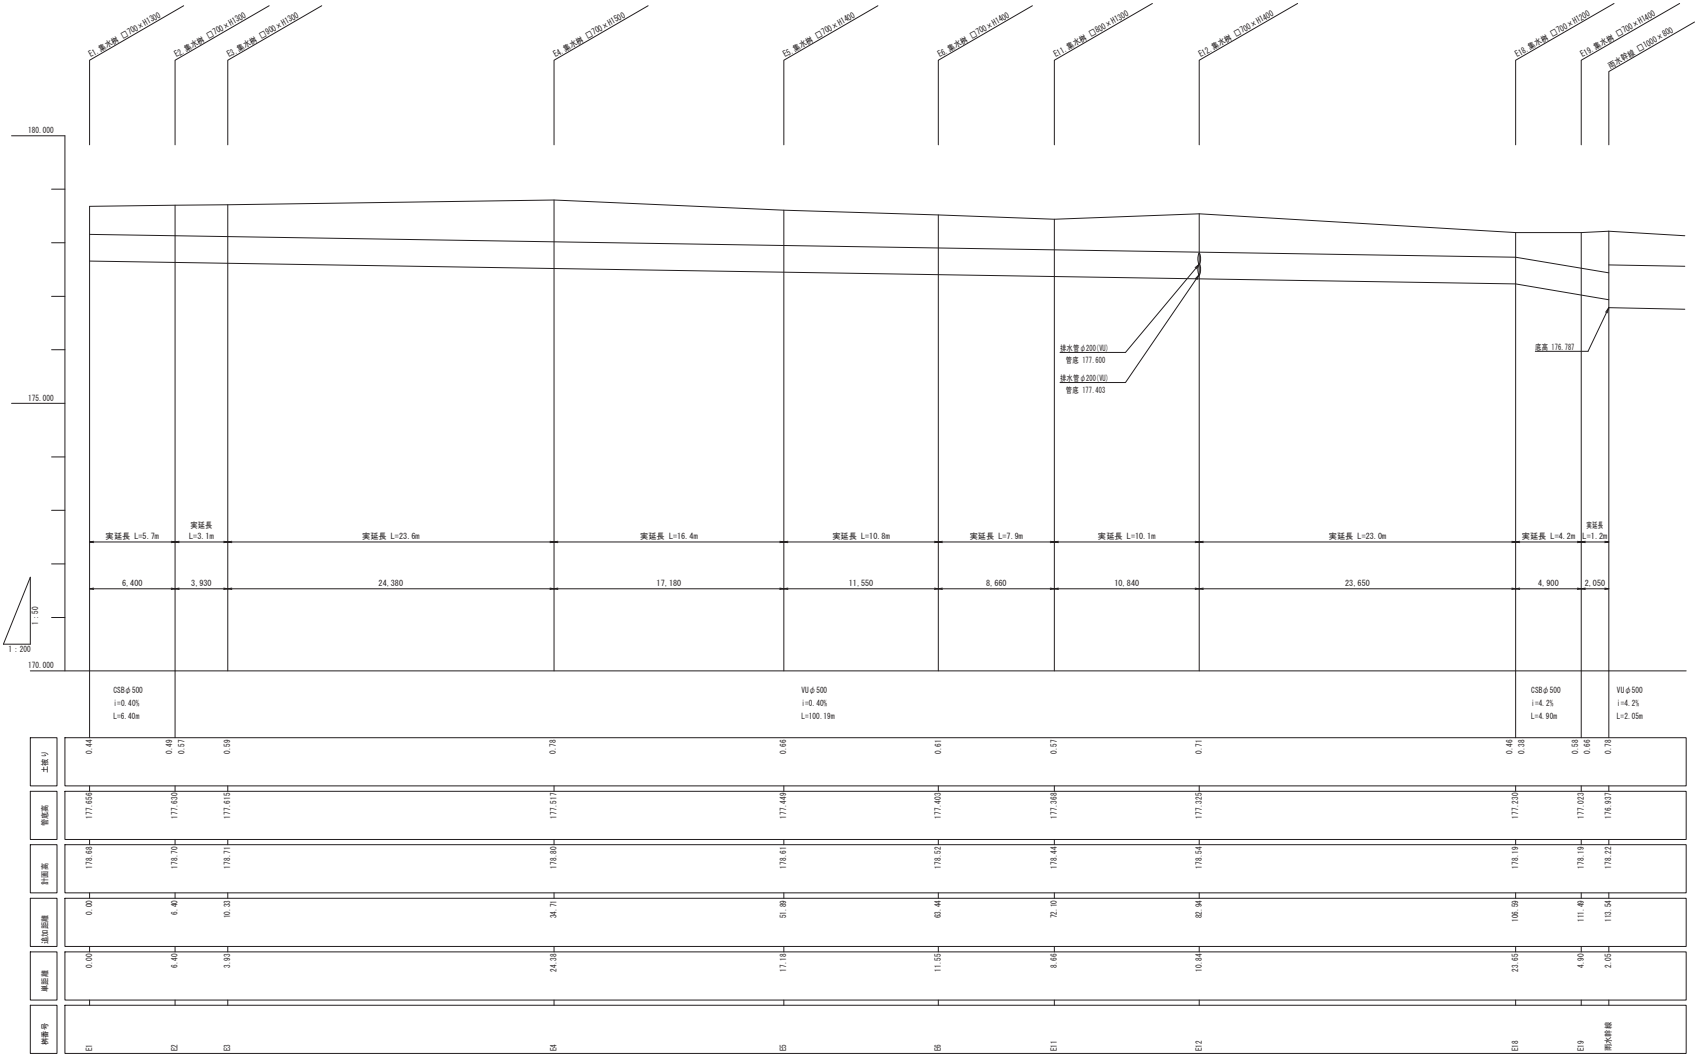 E1 集水桝 □700×H1300
E2 集水桝 □700×H1300
E3 集水桝 □900×H1300
E4 集水桝 □700×H1500
E5 集水桝 □700×H1400
E6 集水桝 □700×H1400
E11 集水桝 □800×H1300
E12 集水桝 □700×H1400
E18 集水桝 □700×H1200
E19 集水桝 □700×H1400
雨水幹線 □1000×800
180.000
175.000
170.000
排水管φ200(VU)
管底 177.600
排水管φ200(VU)
管底 177.403
底高 176.787
実延長 L=5.7m
実延長
L=3.1m
実延長 L=23.6m
実延長 L=16.4m
実延長 L=10.8m
実延長 L=7.9m
実延長 L=10.1m
実延長 L=23.0m
実延長 L=4.2m
実延長
L=1.2m
6,400
3,930
24,380
17,180
11,550
8,660
10,840
23,650
4,900
2,050
1:50
1:200
CSBφ500
i=0.40%
L=6.40m
VUφ500
i=0.40%
L=100.19m
CSBφ500
i=4.2%
L=4.90m
VUφ500
i=4.2%
L=2.05m
土被り
0.44
0.49
0.57
0.59
0.78
0.66
0.61
0.57
0.71
0.46
0.38
0.58
0.66
0.78
管底高
177.656
177.630
177.615
177.517
177.449
177.403
177.368
177.325
177.230
177.023
176.937
計画高
178.68
178.70
178.71
178.80
178.61
178.52
178.44
178.54
178.19
178.19
178.22
追加距離
0.00
6.40
10.33
34.71
51.89
63.44
72.10
82.94
106.59
111.49
113.54
単距離
0.00
6.40
3.93
24.38
17.18
11.55
8.66
10.84
23.65
4.90
2.05
桝番号
E1
E2
E3
E4
E5
E6
E11
E12
E18
E19
雨水幹線